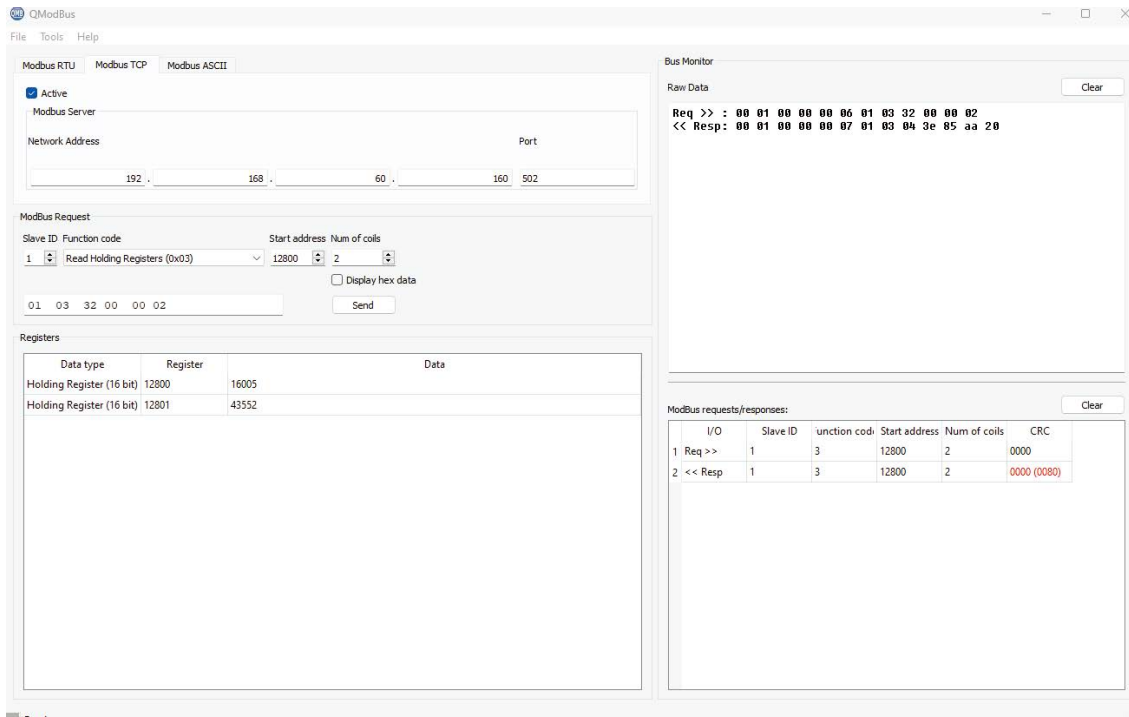 QModBus
File Tools Help
Modbus RTU Modbus TCP Modbus ASCII
Active
Modbus Server
Network Address Port
192 . 168 . 60 . 160 502
ModBus Request
Slave ID Function code Start address Num of coils
1 Read Holding Registers (0x03) 12800 2
Display hex data
01 03 32 00 00 02 Send
Registers
Data type Register Data
Holding Register (16 bit) 12800 16005
Holding Register (16 bit) 12801 43552
Bus Monitor
Raw Data Clear
Req >> : 00 01 00 00 00 06 01 03 32 00 00 02
<< Resp: 00 01 00 00 00 07 01 03 04 3e 85 aa 20
ModBus requests/responses: Clear
I/O Slave ID unction code Start address Num of coils CRC
1 Req >> 1 3 12800 2 0000
2 << Resp 1 3 12800 2 0000 (0080)